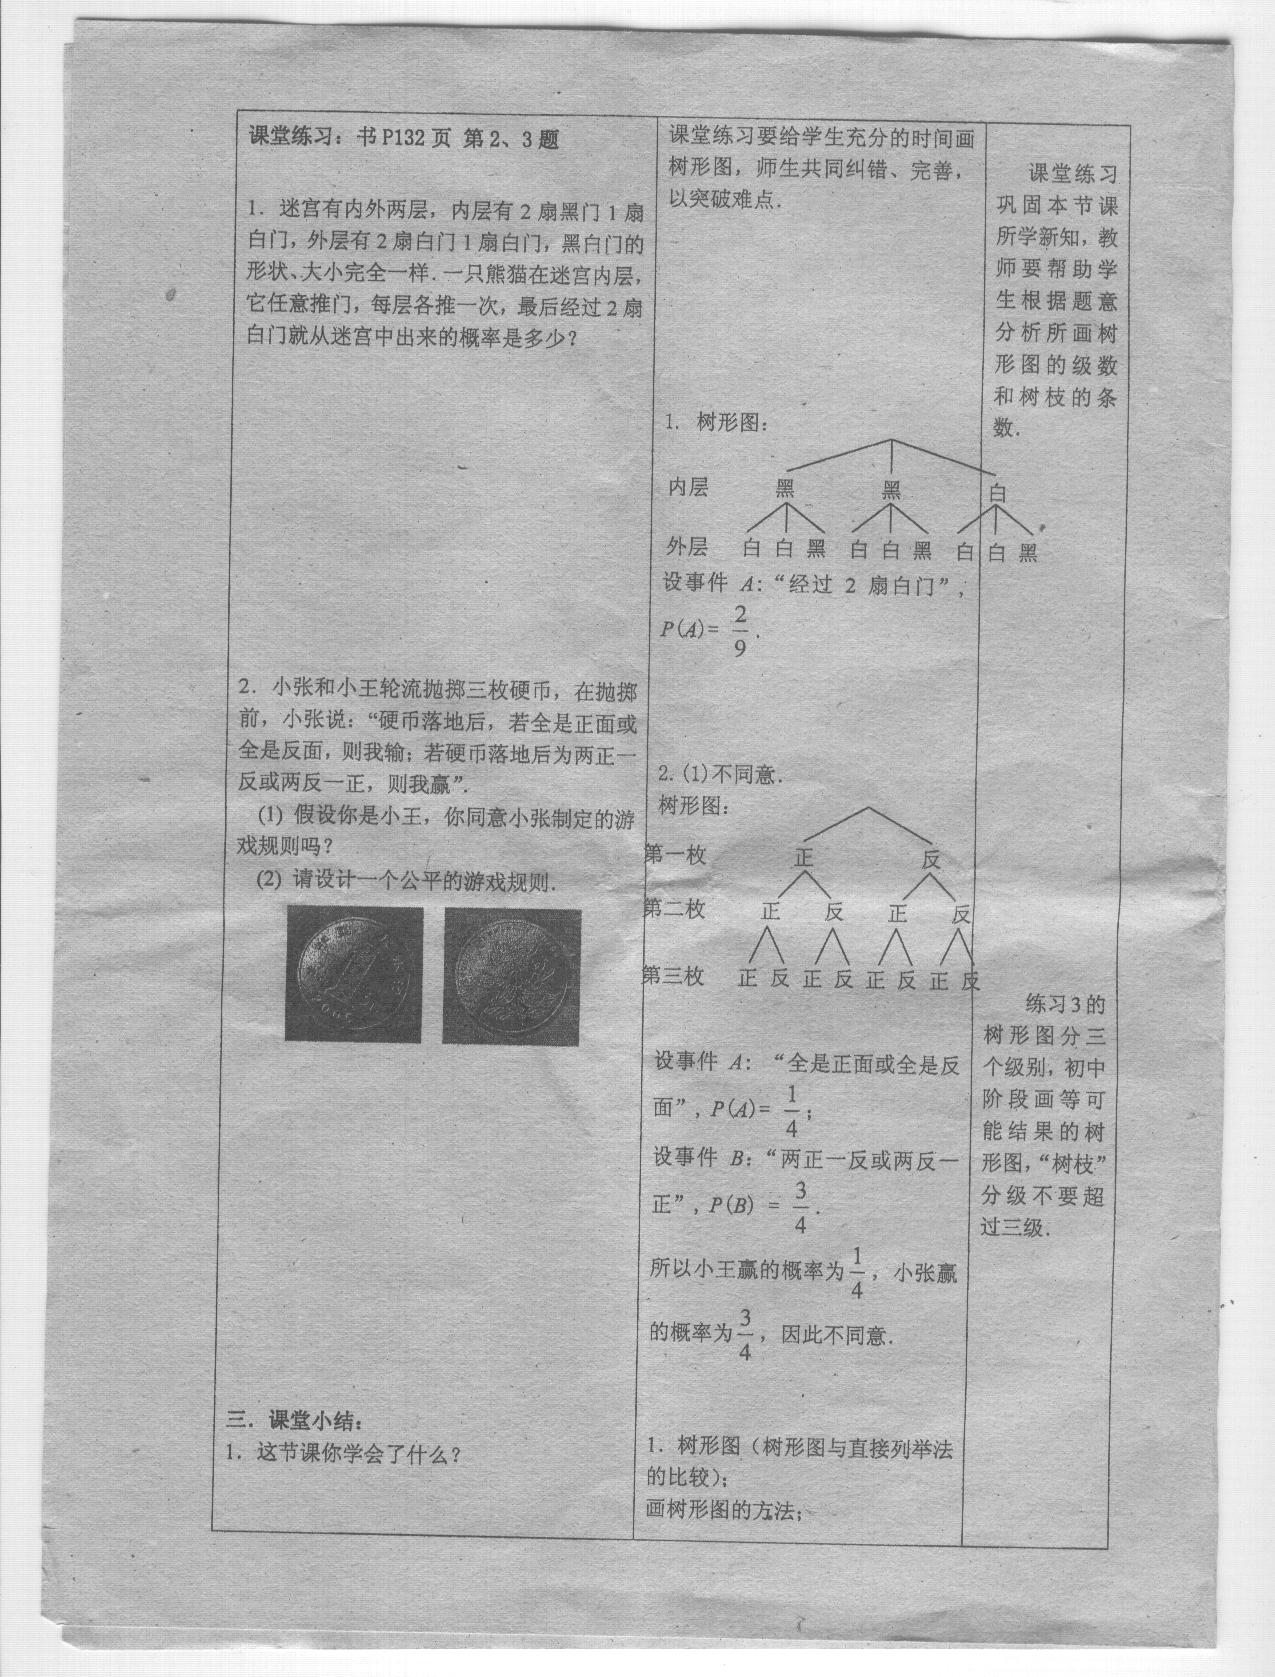 课堂练习：书 P132 页 第 2、3 题
1．迷宫有内外两层，内层有 2 扇黑门 1 扇
白门，外层有 2 扇白门 1 扇白门，黑白门的
形状、大小完全一样．一只熊猫在迷宫内层，
它任意推门，每层各推一次，最后经过 2 扇
白门就从迷宫中出来的概率是多少？
2．小张和小王轮流抛掷三枚硬币，在抛掷
前，小张说：“硬币落地后，若全是正面或
全是反面，则我输；若硬币落地后为两正一
反或两反一正，则我赢”．
(1) 假设你是小王，你同意小张制定的游
戏规则吗？
(2) 请设计一个公平的游戏规则．
三．课堂小结：
1．这节课你学会了什么？
课堂练习要给学生充分的时间画
树形图，师生共同纠错、完善，
以突破难点．
1. 树形图：
内层 黑 黑 白
外层 白 白 黑 白 白 黑 白 白 黑
设事件 A：“经过 2 扇白门”，
P(A)= 2/9 .
2.(1)不同意．
树形图：
第一枚 正 反
第二枚 正 反 正 反
第三枚 正 反 正 反 正 反 正 反
设事件 A：“全是正面或全是反
面”，P(A)= 1/4；
设事件 B：“两正一反或两反一
正”，P(B) = 3/4 .
所以小王赢的概率为 1/4，小张赢
的概率为 3/4，因此不同意．
1．树形图（树形图与直接列举法
的比较）；
画树形图的方法；
课堂练习
巩固本节课
所学新知，教
师要帮助学
生根据题意
分析所画树
形图的级数
和树枝的条
数．
练习3的
树形图分三
个级别，初中
阶段画等可
能结果的树
形图，“树枝”
分级不要超
过三级．